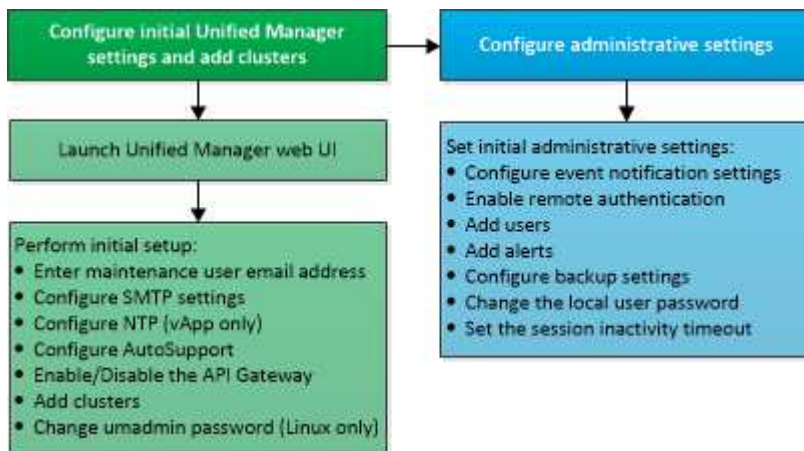 Configure initial Unified Manager
settings and add clusters
Configure administrative settings
Launch Unified Manager web UI
Perform initial setup:
• Enter maintenance user email address
• Configure SMTP settings
• Configure NTP (vApp only)
• Configure AutoSupport
• Enable/Disable the API Gateway
• Add clusters
• Change umadmin password (Linux only)
Set initial administrative settings:
• Configure event notification settings
• Enable remote authentication
• Add users
• Add alerts
• Configure backup settings
• Change the local user password
• Set the session inactivity timeout